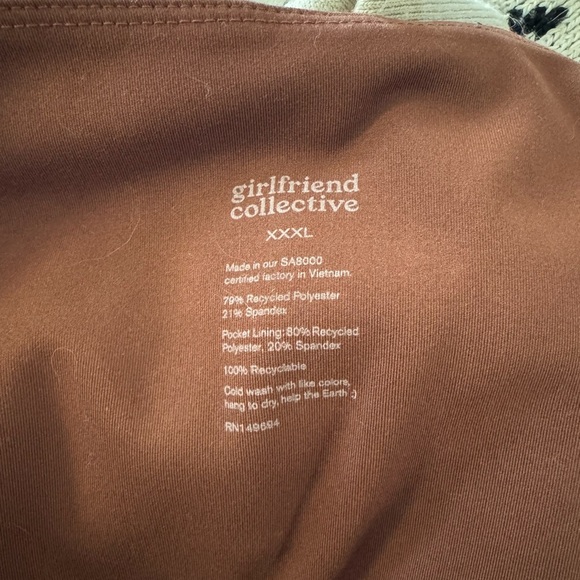 girlfriend
collective
XXXL
Made in our SA8000
certified factory in Vietnam.
79% Recycled Polyester
21% Spandex
Pocket Lining: 80% Recycled
Polyester, 20% Spandex
100% Recyclable
Cold wash with like colors,
hang to dry, help the Earth :)
RN149694